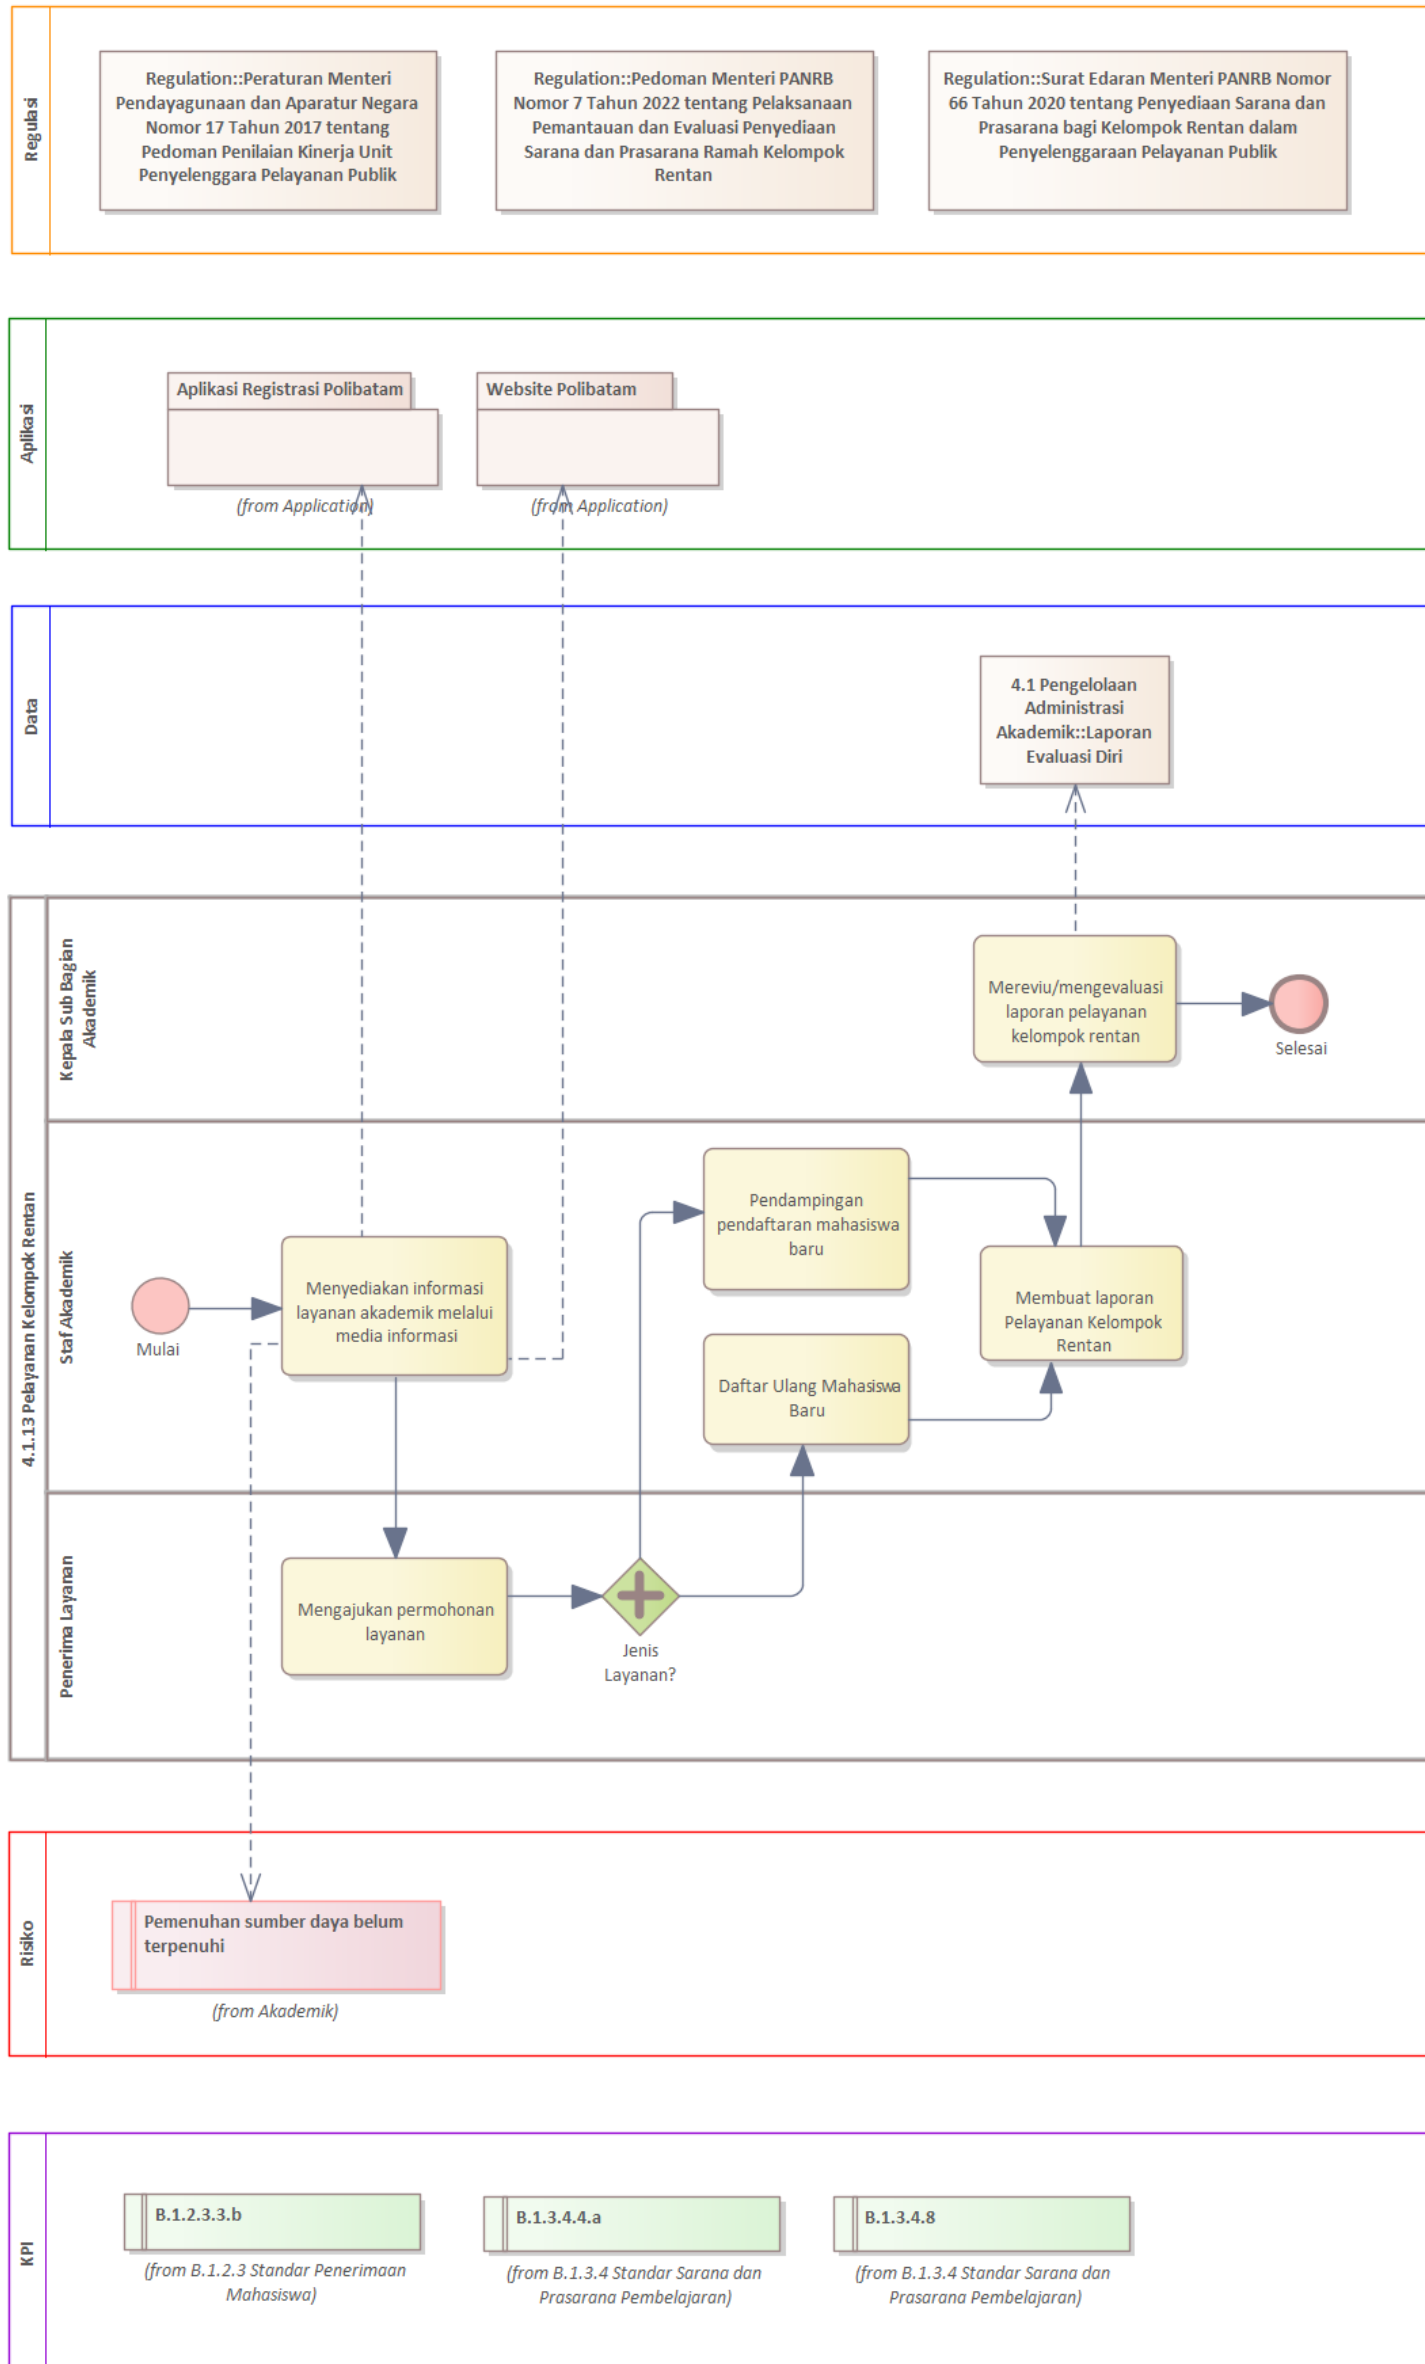 Regulasi
Regulation::Peraturan Menteri
Pendayagunaan dan Aparatur Negara
Nomor 17 Tahun 2017 tentang
Pedoman Penilaian Kinerja Unit
Penyelenggara Pelayanan Publik
Regulation::Pedoman Menteri PANRB
Nomor 7 Tahun 2022 tentang Pelaksanaan
Pemantauan dan Evaluasi Penyediaan
Sarana dan Prasarana Ramah Kelompok
Rentan
Regulation::Surat Edaran Menteri PANRB Nomor
66 Tahun 2020 tentang Penyediaan Sarana dan
Prasarana bagi Kelompok Rentan dalam
Penyelenggaraan Pelayanan Publik
Aplikasi
Aplikasi Registrasi Polibatam
(from Application)
Website Polibatam
(from Application)
Data
4.1 Pengelolaan
Administrasi
Akademik::Laporan
Evaluasi Diri
4.1.13 Pelayanan Kelompok Rentan
Kepala Sub Bagian
Akademik
Mereviu/mengevaluasi
laporan pelayanan
kelompok rentan
Selesai
Staf Akademik
Mulai
Menyediakan informasi
layanan akademik melalui
media informasi
Pendampingan
pendaftaran mahasiswa
baru
Daftar Ulang Mahasiswa
Baru
Membuat laporan
Pelayanan Kelompok
Rentan
Penerima Layanan
Mengajukan permohonan
layanan
Jenis
Layanan?
Risiko
Pemenuhan sumber daya belum
terpenuhi
(from Akademik)
KPI
B.1.2.3.3.b
(from B.1.2.3 Standar Penerimaan
Mahasiswa)
B.1.3.4.4.a
(from B.1.3.4 Standar Sarana dan
Prasarana Pembelajaran)
B.1.3.4.8
(from B.1.3.4 Standar Sarana dan
Prasarana Pembelajaran)